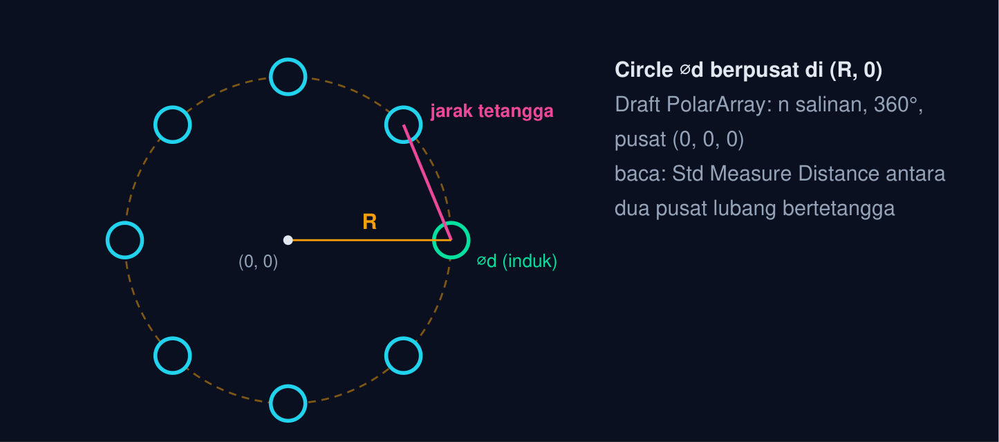 Circle ⌀d berpusat di (R, 0)
Draft PolarArray: n salinan, 360°,
pusat (0, 0, 0)
baca: Std Measure Distance antara
dua pusat lubang bertetangga
jarak tetangga
R
(0, 0)
⌀d (induk)